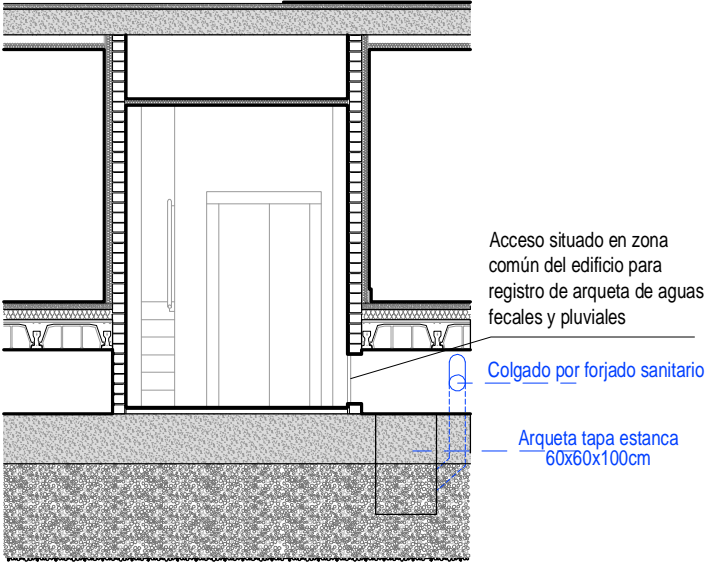 Acceso situado en zona
común del edificio para
registro de arqueta de aguas
fecales y pluviales
Colgado por forjado sanitario
Arqueta tapa estanca
60x60x100cm